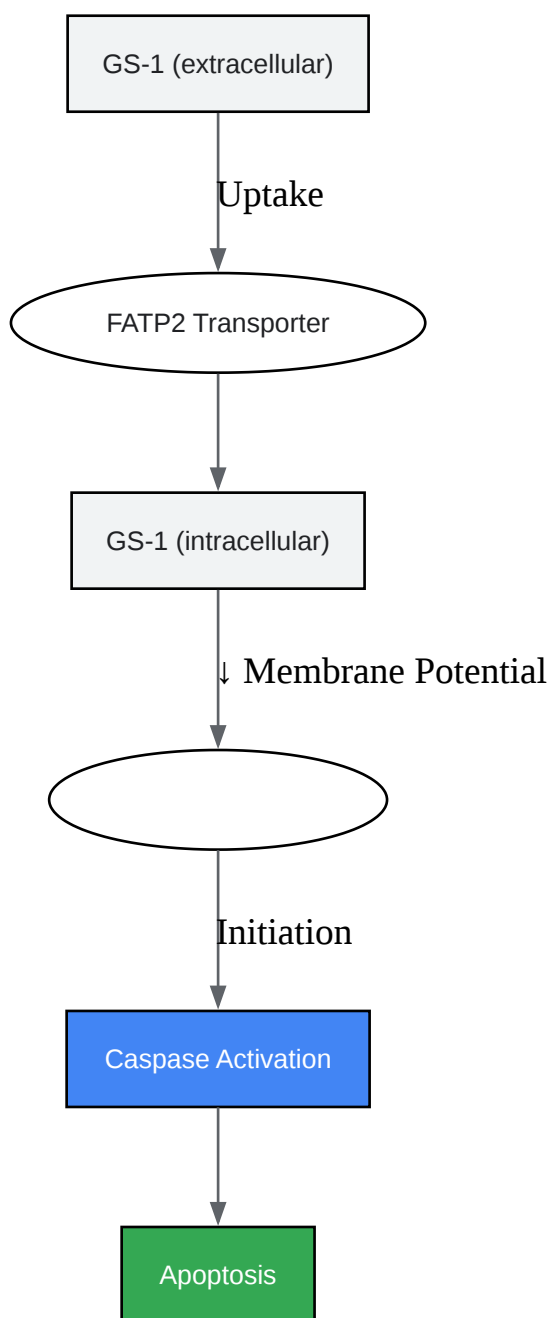 GS-1 (extracellular)
Uptake
FATP2 Transporter
GS-1 (intracellular)
↓ Membrane Potential
Initiation
Caspase Activation
Apoptosis